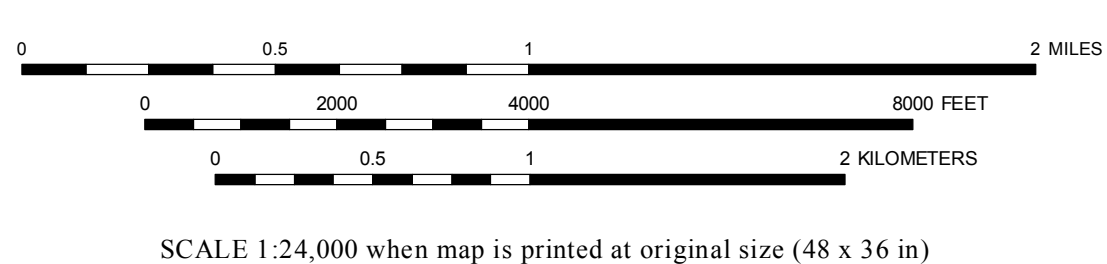 0 0.5 1 2 MILES
0 2000 4000 8000 FEET
0 0.5 1 2 KILOMETERS
SCALE 1:24,000 when map is printed at original size (48 x 36 in)